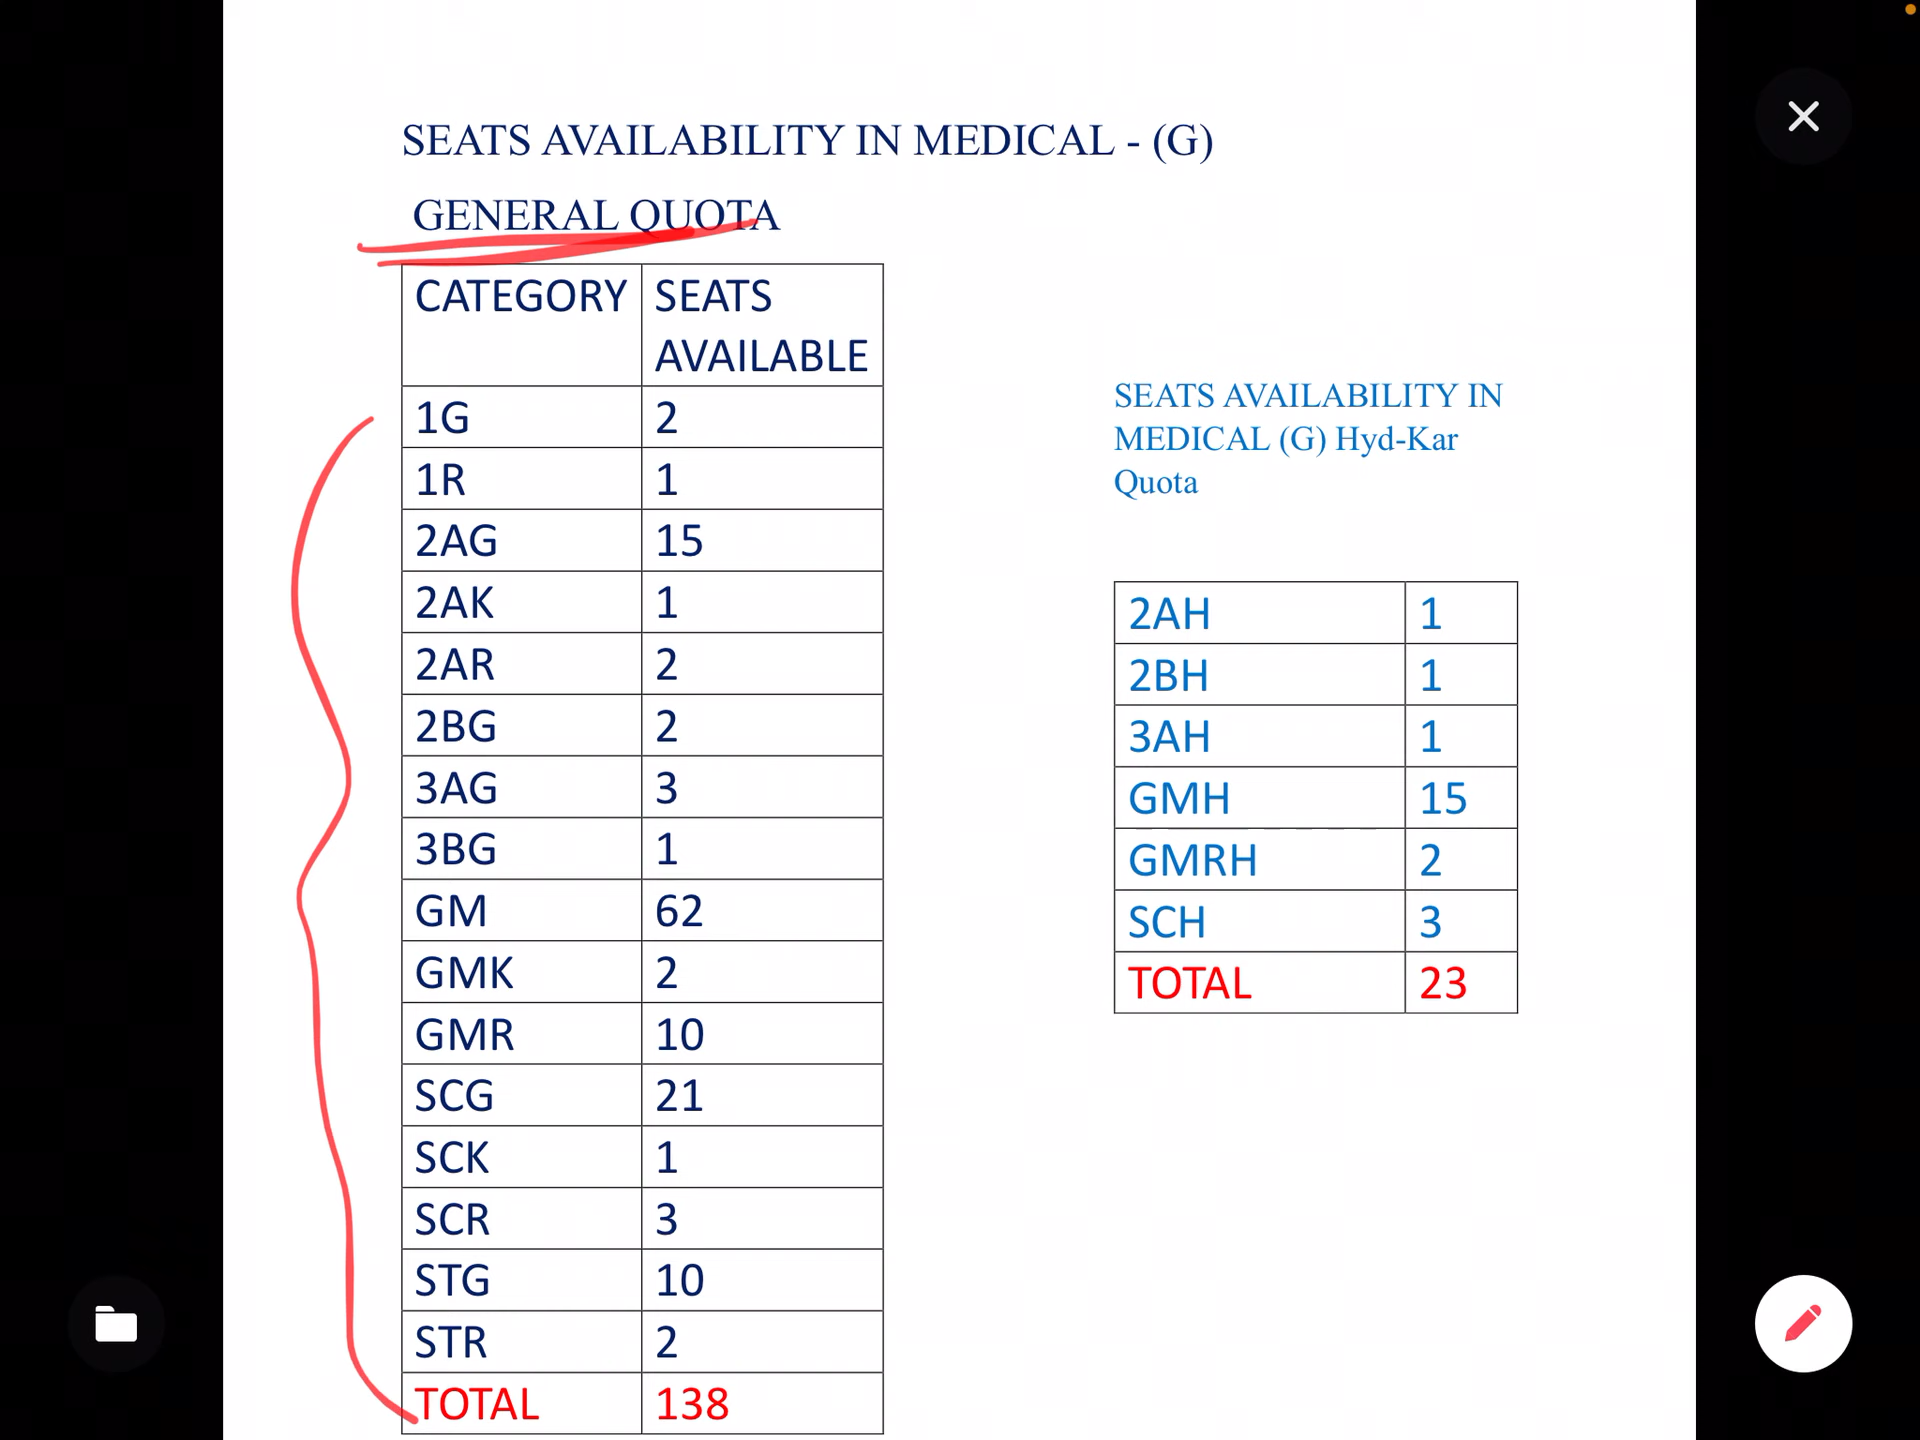 SEATS AVAILABILITY IN MEDICAL - (G)
GENERAL QUOTA
CATEGORY SEATS AVAILABLE
1G 2
1R 1
2AG 15
2AK 1
2AR 2
2BG 2
3AG 3
3BG 1
GM 62
GMK 2
GMR 10
SCG 21
SCK 1
SCR 3
STG 10
STR 2
TOTAL 138
SEATS AVAILABILITY IN
MEDICAL (G) Hyd-Kar
Quota
2AH 1
2BH 1
3AH 1
GMH 15
GMRH 2
SCH 3
TOTAL 23